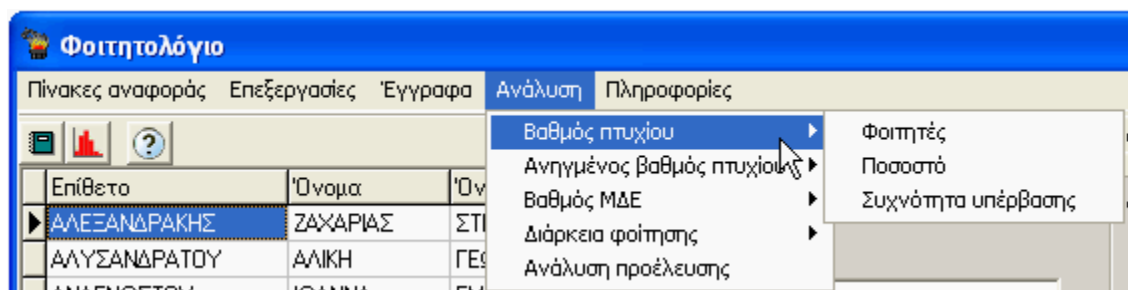 Φοιτητολόγιο
Πίνακες αναφοράς Επεξεργασίες Έγγραφα Ανάλυση Πληροφορίες
Βαθμός πτυχίου
Ανηγμένος βαθμός πτυχίου
Βαθμός ΜΔΕ
Διάρκεια φοίτησης
Ανάλυση προέλευσης
Φοιτητές
Ποσοστό
Συχνότητα υπέρβασης
Επίθετο Όνομα
ΑΛΕΞΑΝΔΡΑΚΗΣ ΖΑΧΑΡΙΑΣ
ΑΛΥΣΑΝΔΡΑΤΟΥ ΑΛΙΚΗ